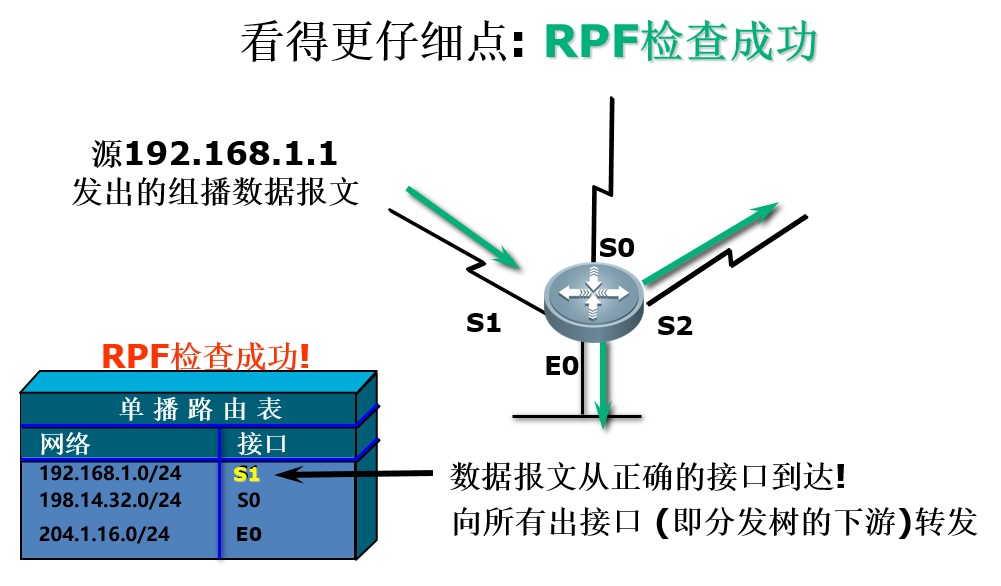 看得更仔细点: RPF检查成功
源192.168.1.1
发出的组播数据报文
S0
S1
S2
E0
RPF检查成功!
单播路由表
网络 接口
192.168.1.0/24 S1
198.14.32.0/24 S0
204.1.16.0/24 E0
数据报文从正确的接口到达!
向所有出接口 (即分发树的下游)转发